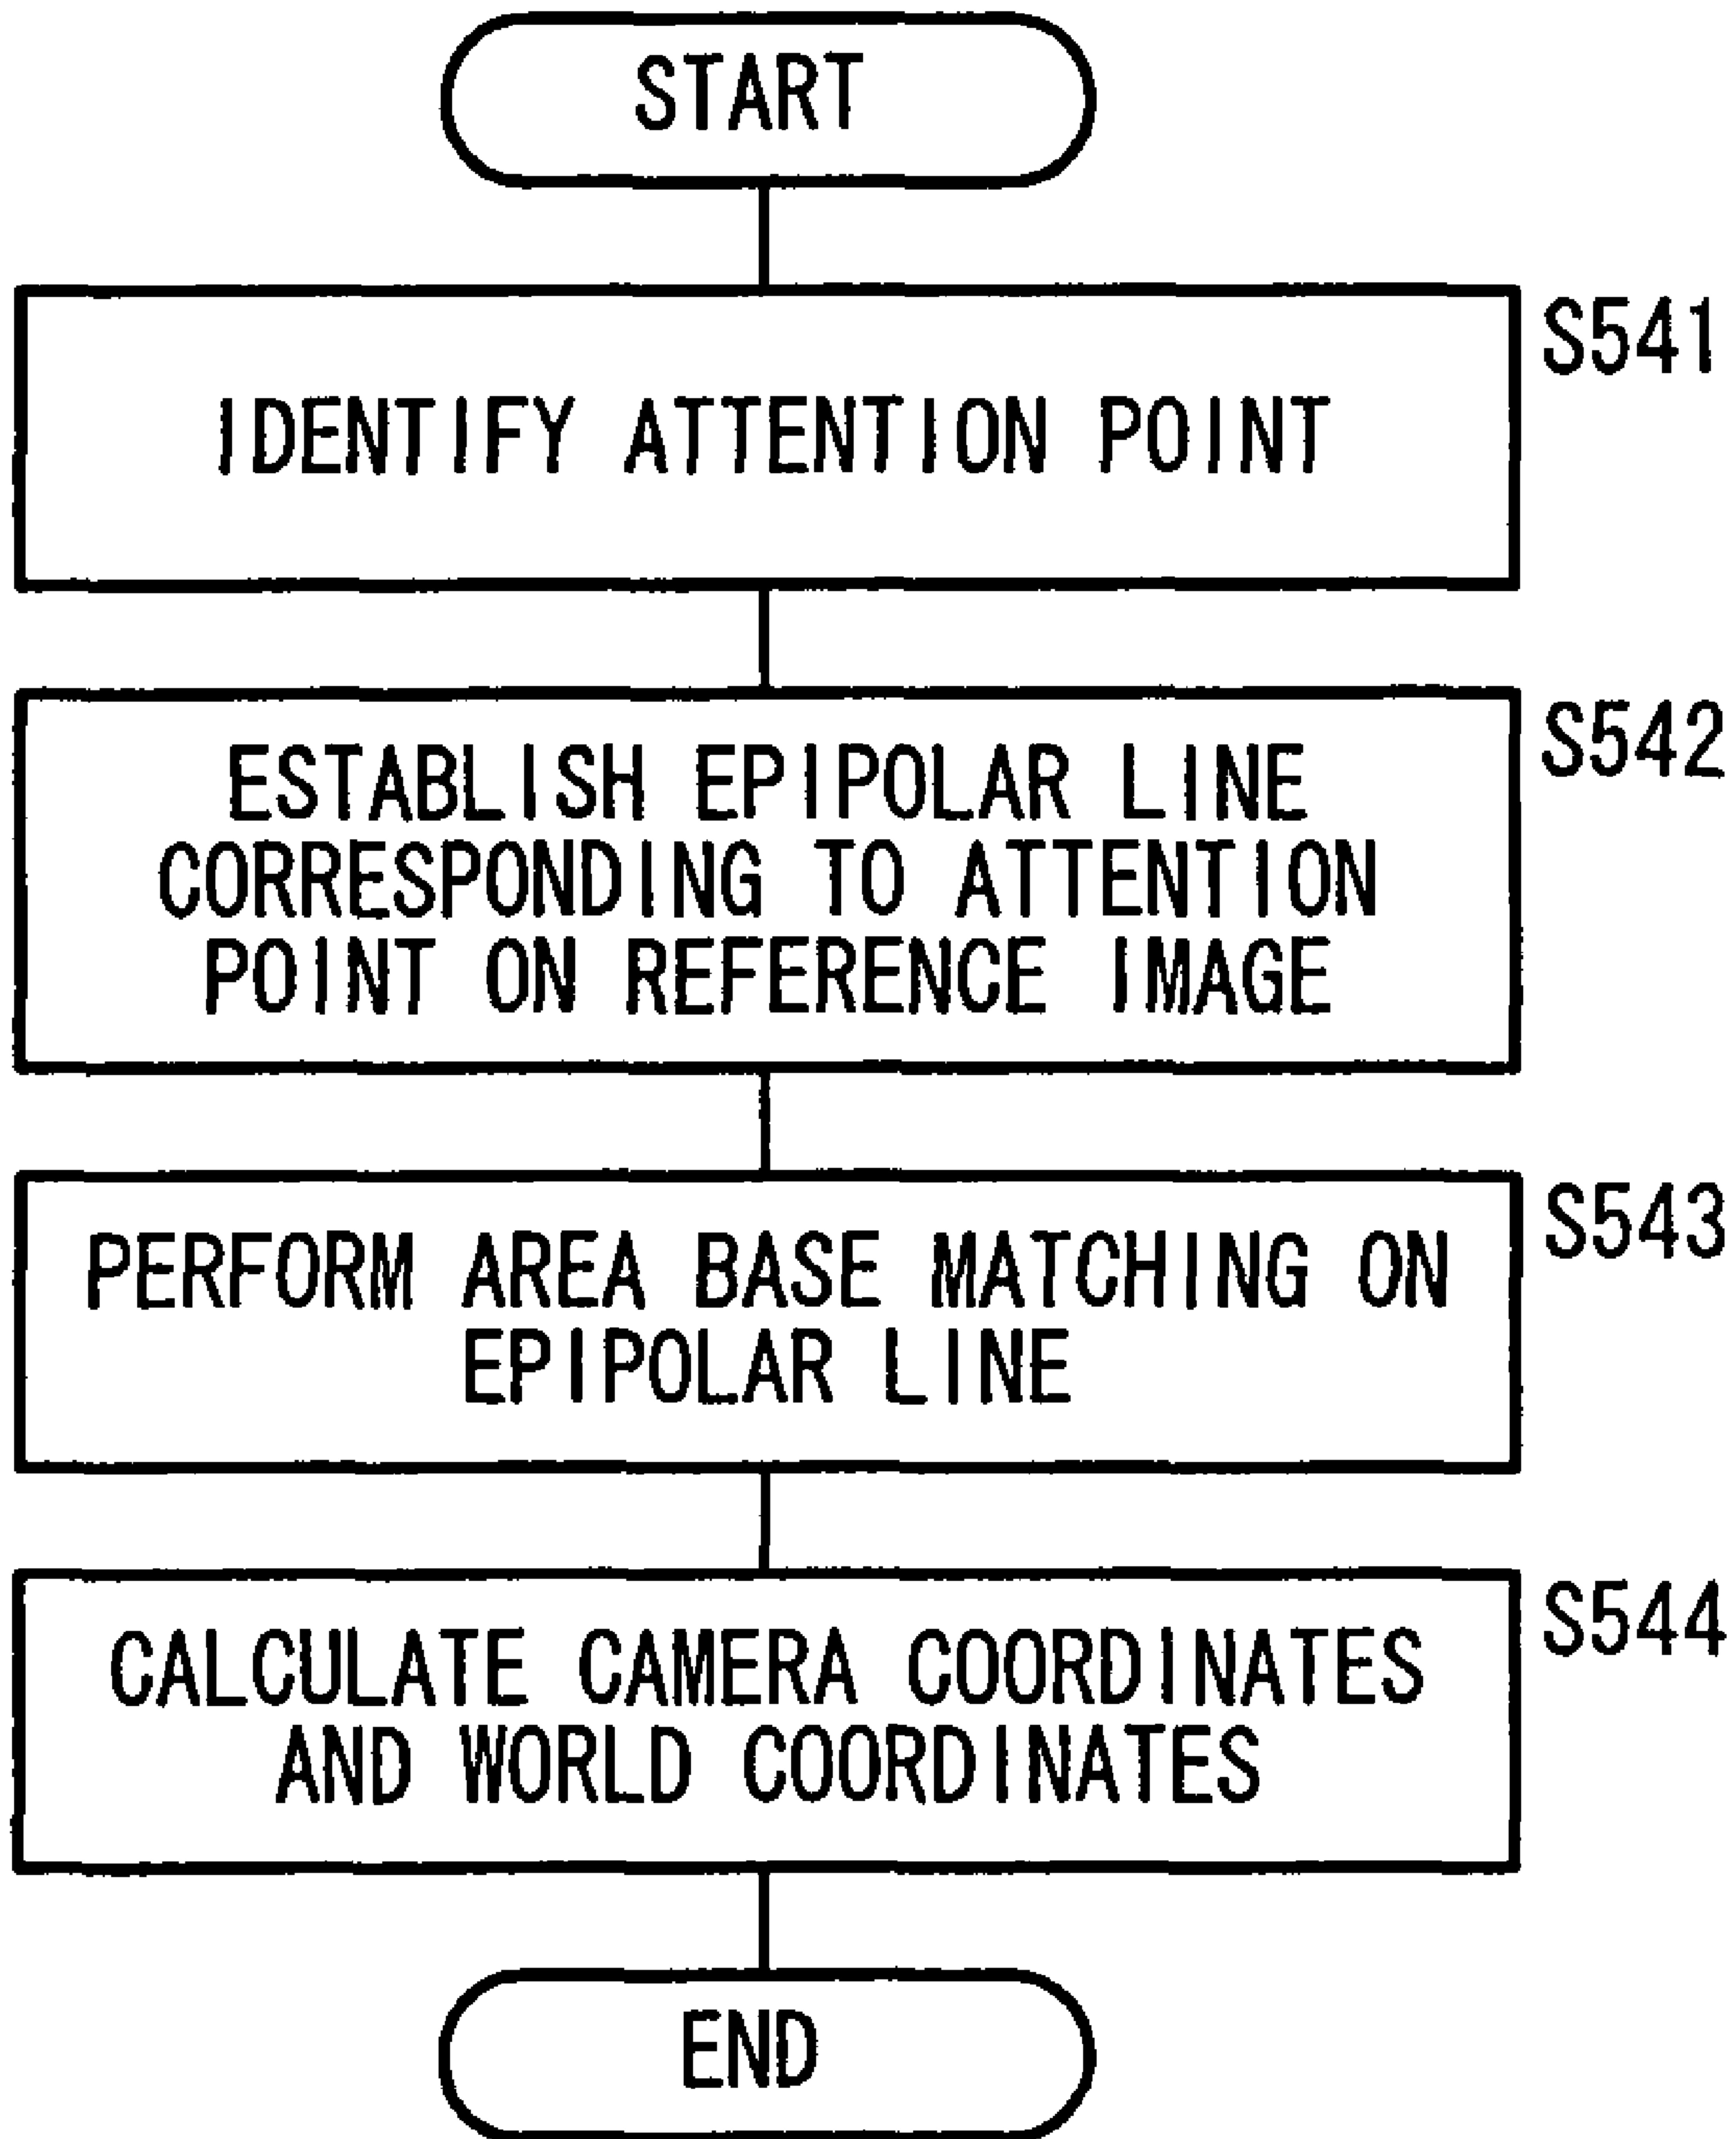 START
S541
IDENTIFY ATTENTION POINT
S542
ESTABLISH EPIPOLAR LINE
CORRESPONDING TO ATTENTION
POINT ON REFERENCE IMAGE
S543
PERFORM AREA BASE MATCHING ON
EPIPOLAR LINE
S544
CALCULATE CAMERA COORDINATES
AND WORLD COORDINATES
END